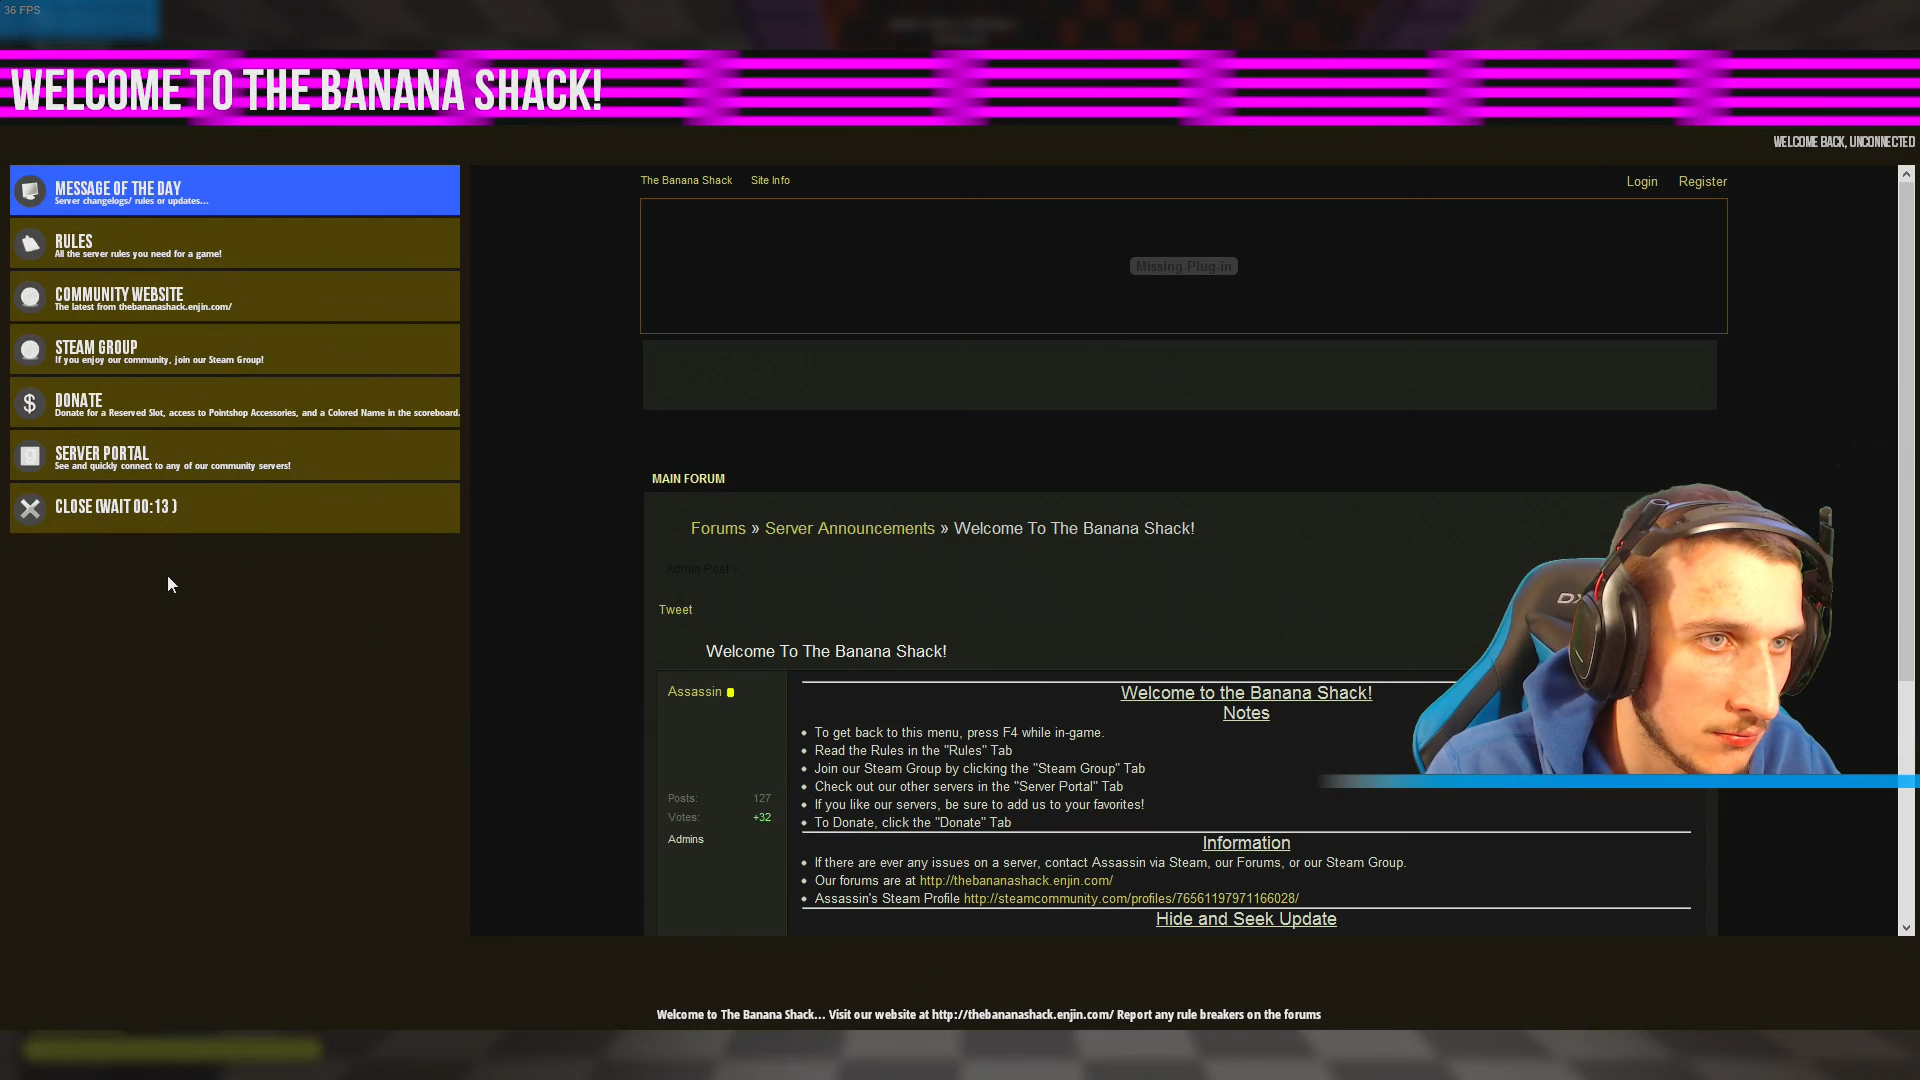 36 FPS
WELCOME TO THE BANANA SHACK!
WELCOME BACK, UNCONNECTED
MESSAGE OF THE DAY
Server changelogs/ rules or updates...
RULES
All the server rules you need for a game!
COMMUNITY WEBSITE
The latest from thebananashack.enjin.com/
STEAM GROUP
If you enjoy our community, join our Steam Group!
$ DONATE
Donate for a Reserved Slot, access to Pointshop Accessories, and a Colored Name in the scoreboard.
SERVER PORTAL
See and quickly connect to any of our community servers!
CLOSE (WAIT 00:13 )
The Banana Shack Site Info
Login Register
Missing Plug-in
MAIN FORUM
Forums » Server Announcements » Welcome To The Banana Shack!
Admin Post >
Tweet
Welcome To The Banana Shack!
Assassin
Posts: 127
Votes: +32
Admins
Welcome to the Banana Shack!
Notes
• To get back to this menu, press F4 while in-game.
• Read the Rules in the "Rules" Tab
• Join our Steam Group by clicking the "Steam Group" Tab
• Check out our other servers in the "Server Portal" Tab
• If you like our servers, be sure to add us to your favorites!
• To Donate, click the "Donate" Tab
Information
• If there are ever any issues on a server, contact Assassin via Steam, our Forums, or our Steam Group.
• Our forums are at http://thebananashack.enjin.com/
• Assassin's Steam Profile http://steamcommunity.com/profiles/76561197971166028/
Hide and Seek Update
DX
Welcome to The Banana Shack... Visit our website at http://thebananashack.enjin.com/ Report any rule breakers on the forums